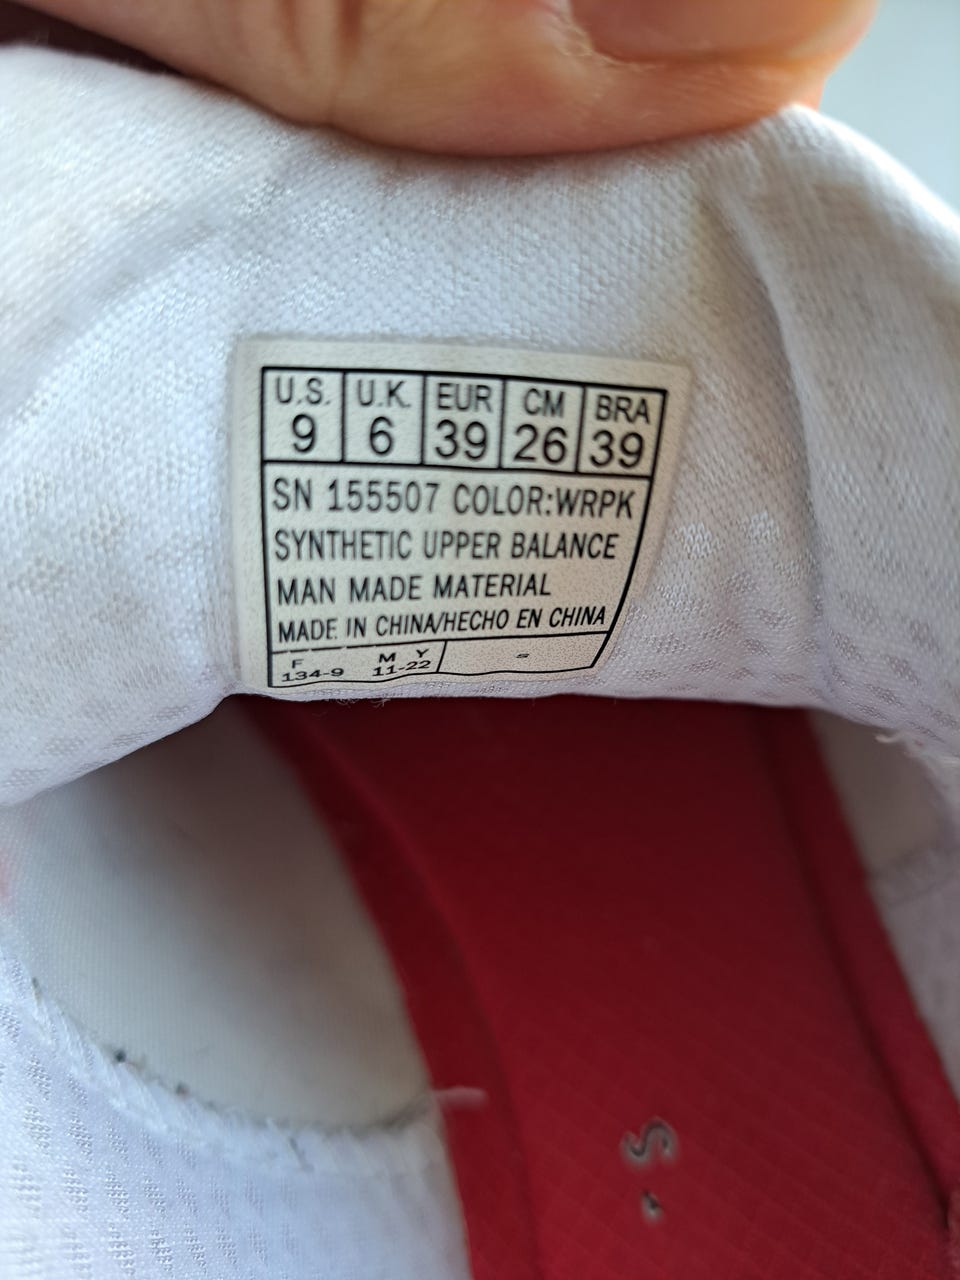 U.S. U.K. EUR CM BRA
9 6 39 26 39
SN 155507 COLOR:WRPK
SYNTHETIC UPPER BALANCE
MAN MADE MATERIAL
MADE IN CHINA/HECHO EN CHINA
F M Y S
134-9 11-22
S